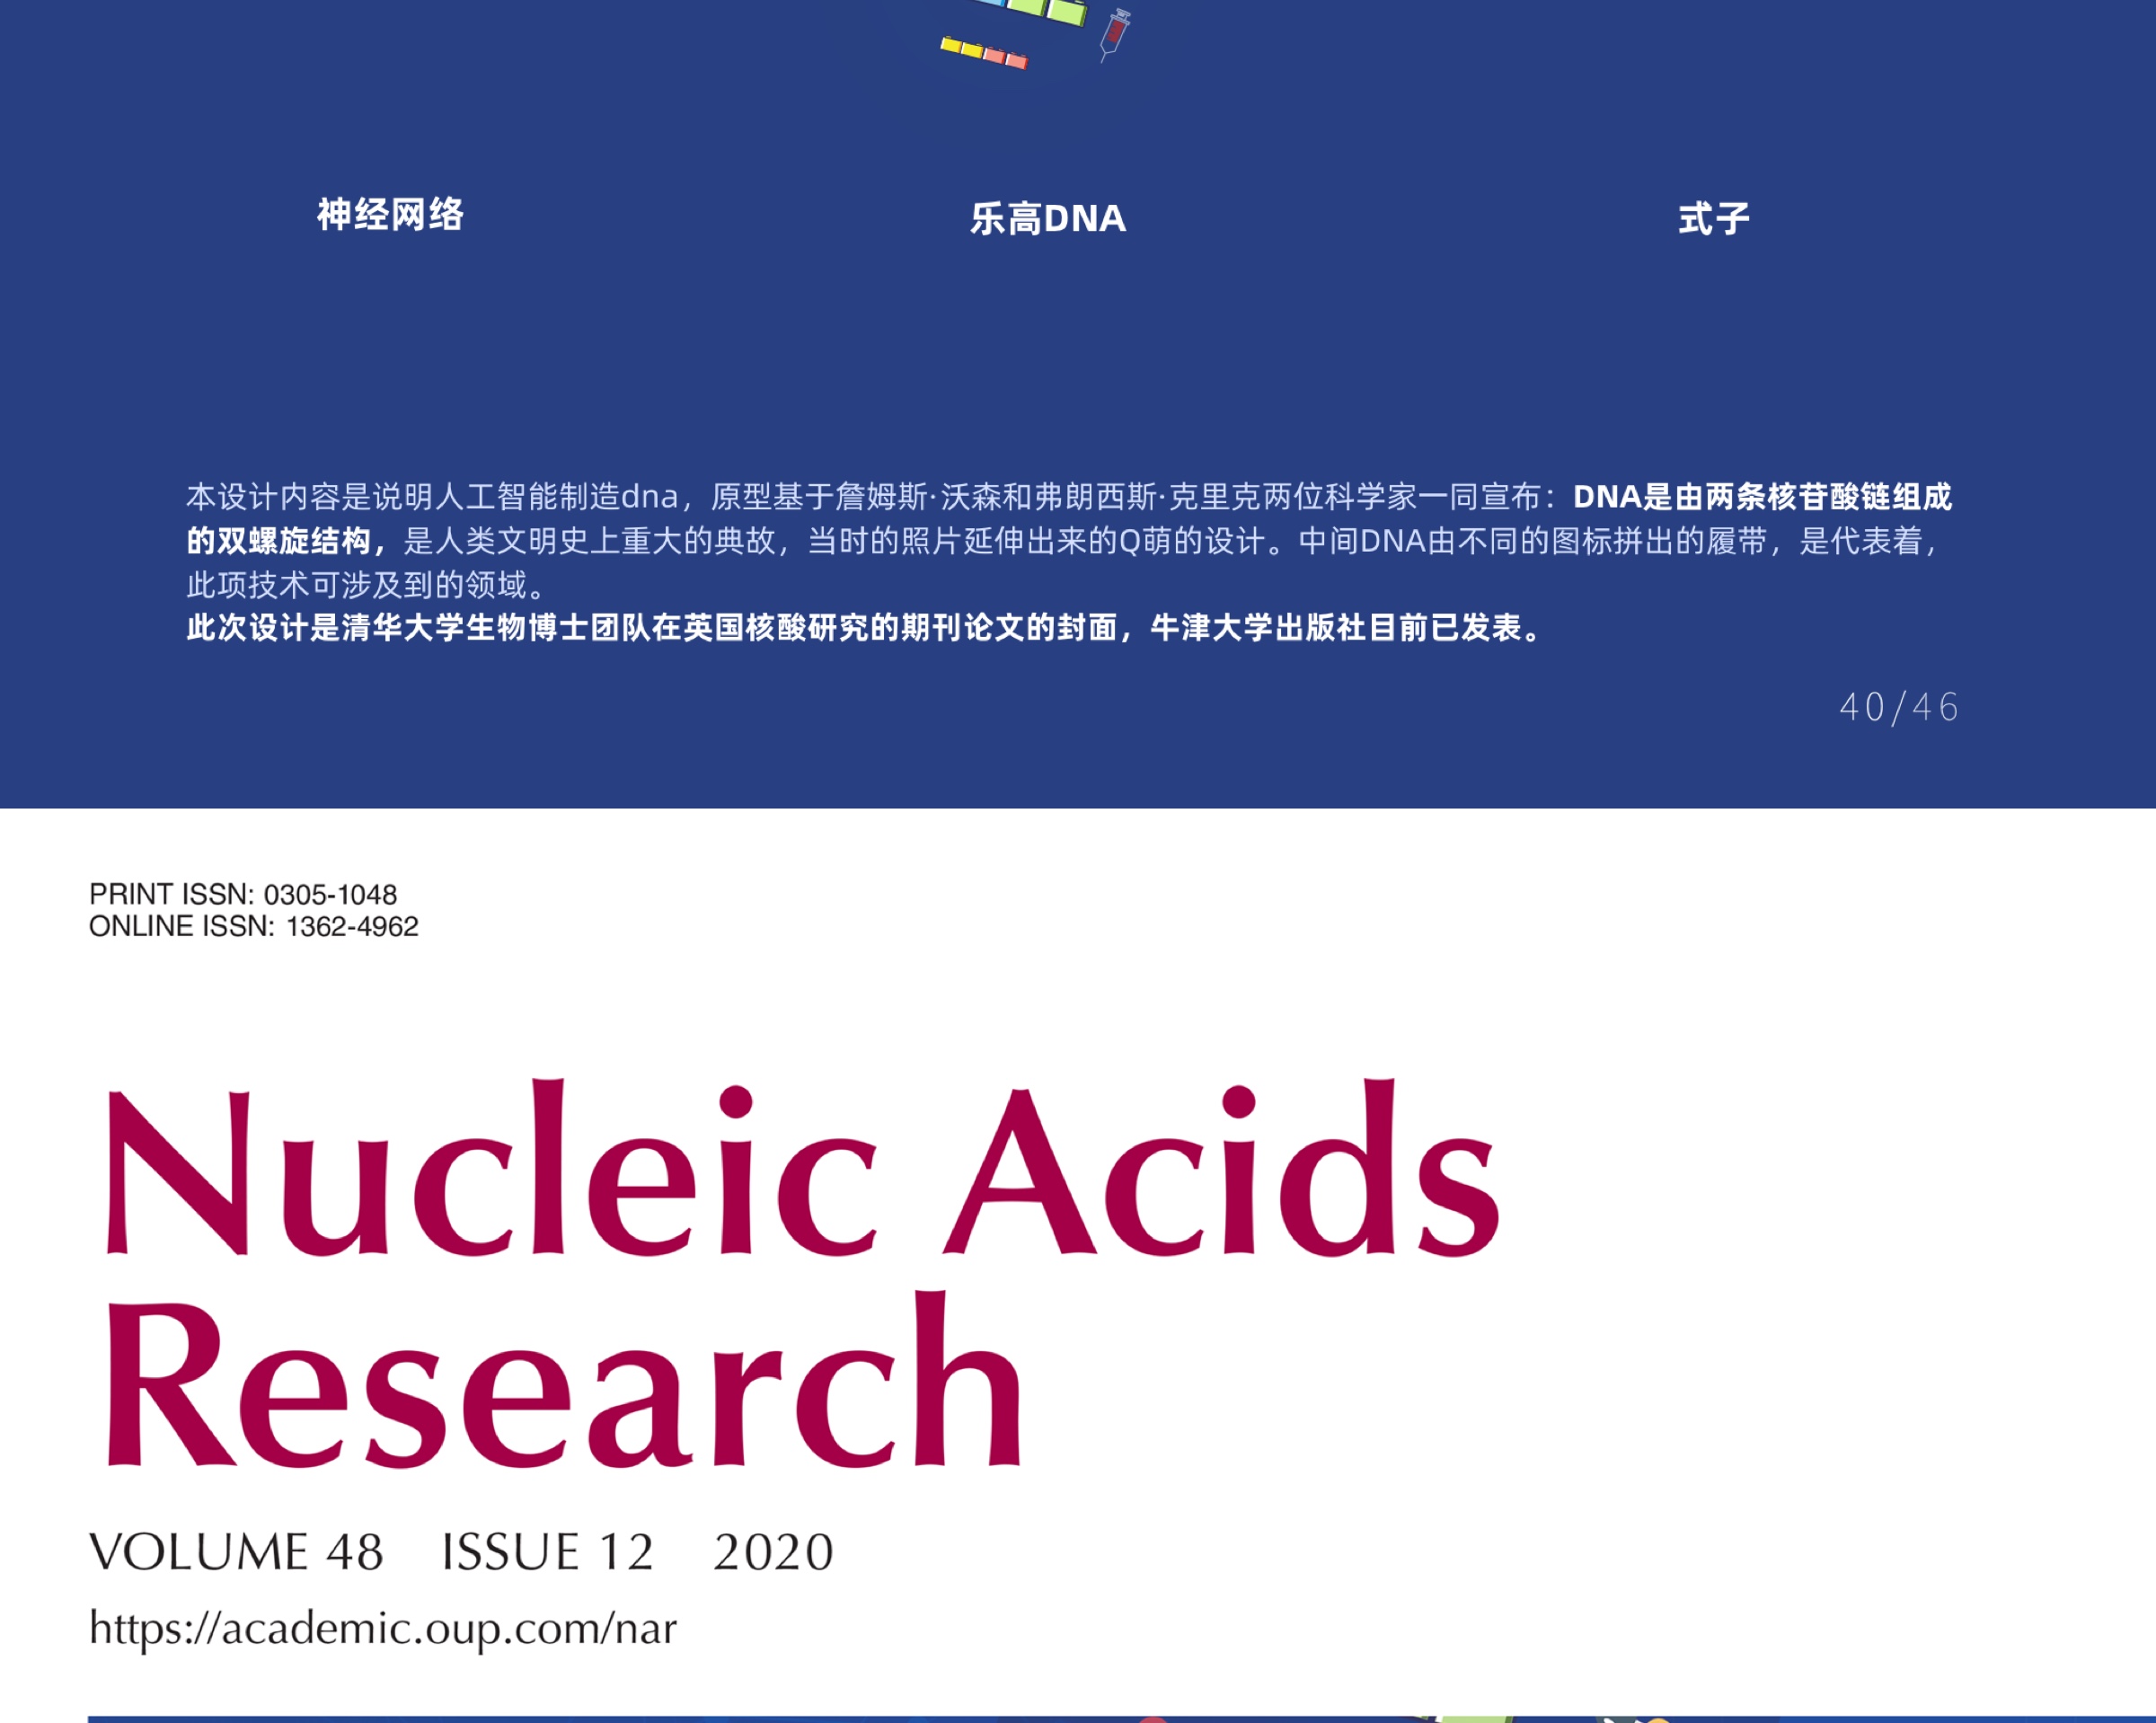 神经网络
乐高DNA
式子
本设计内容是说明人工智能制造dna，原型基于詹姆斯·沃森和弗朗西斯·克里克两位科学家一同宣布：DNA是由两条核苷酸链组成
的双螺旋结构，是人类文明史上重大的典故，当时的照片延伸出来的Q萌的设计。中间DNA由不同的图标拼出的履带，是代表着，
此项技术可涉及到的领域。
此次设计是清华大学生物博士团队在英国核酸研究的期刊论文的封面，牛津大学出版社目前已发表。
40/46
PRINT ISSN: 0305-1048
ONLINE ISSN: 1362-4962
Nucleic Acids
Research
VOLUME 48 ISSUE 12 2020
https://academic.oup.com/nar